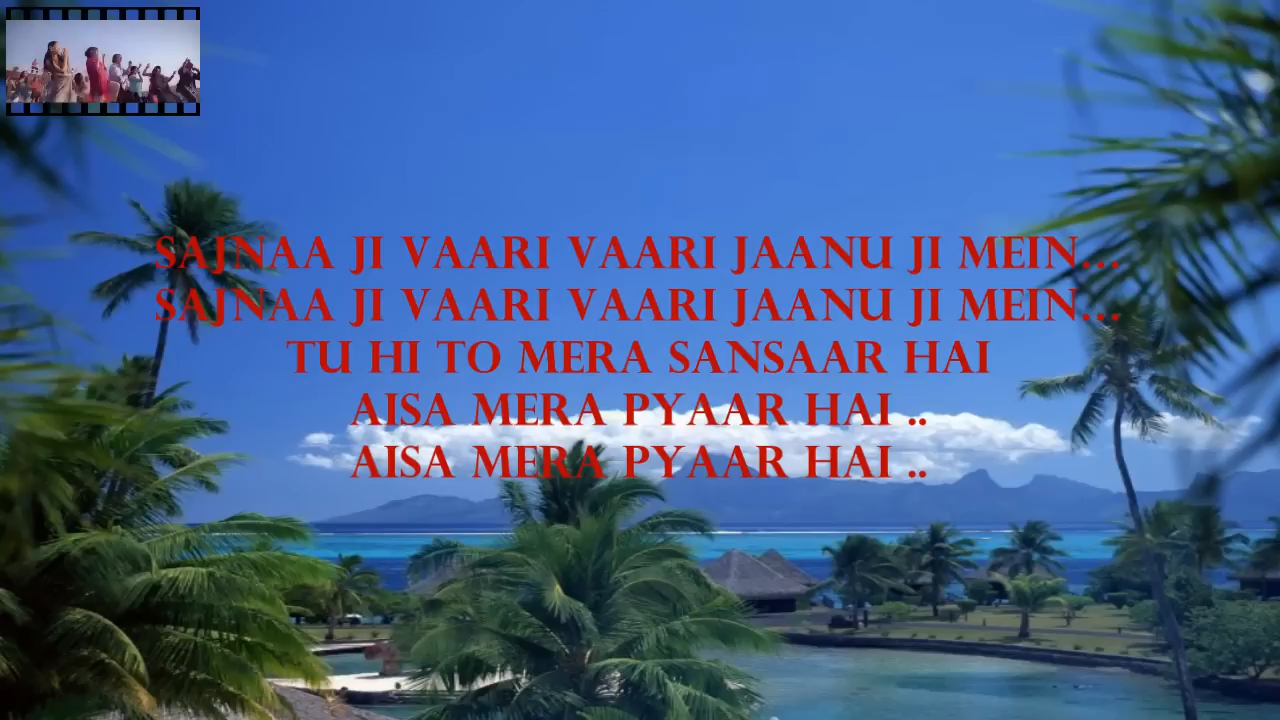 SAJNAA JI VAARI VAARI JAANU JI MEIN...
SAJNAA JI VAARI VAARI JAANU JI MEIN...
TU HI TO MERA SANSAAR HAI
AISA MERA PYAAR HAI ..
AISA MERA PYAAR HAI ..